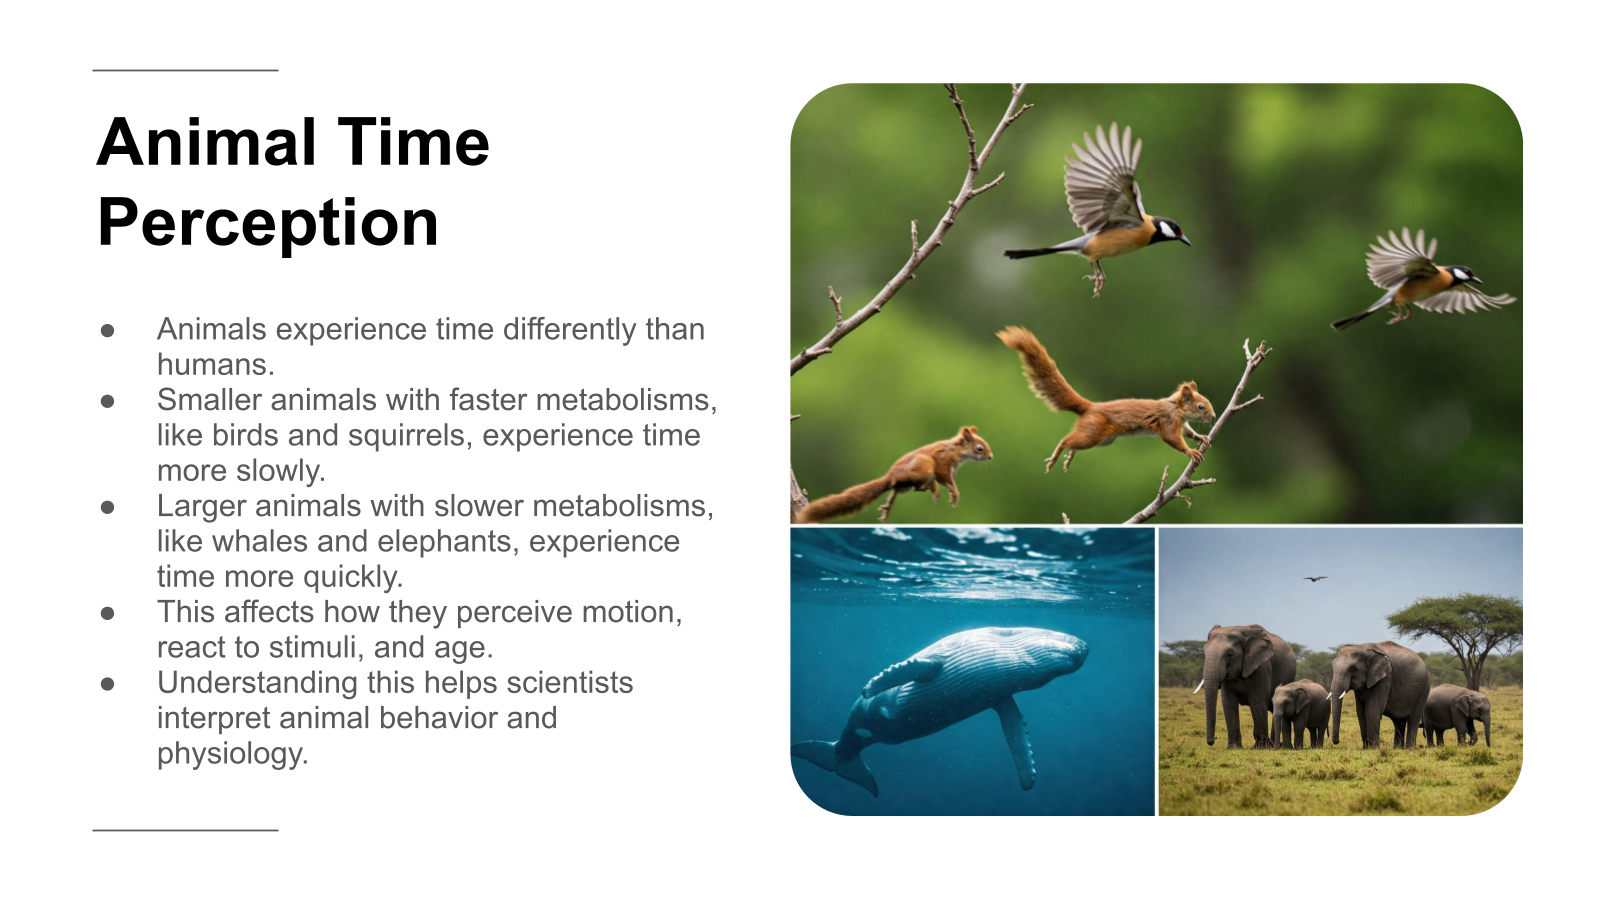 Animal Time
Perception
● Animals experience time differently than
humans.
● Smaller animals with faster metabolisms,
like birds and squirrels, experience time
more slowly.
● Larger animals with slower metabolisms,
like whales and elephants, experience
time more quickly.
● This affects how they perceive motion,
react to stimuli, and age.
● Understanding this helps scientists
interpret animal behavior and
physiology.